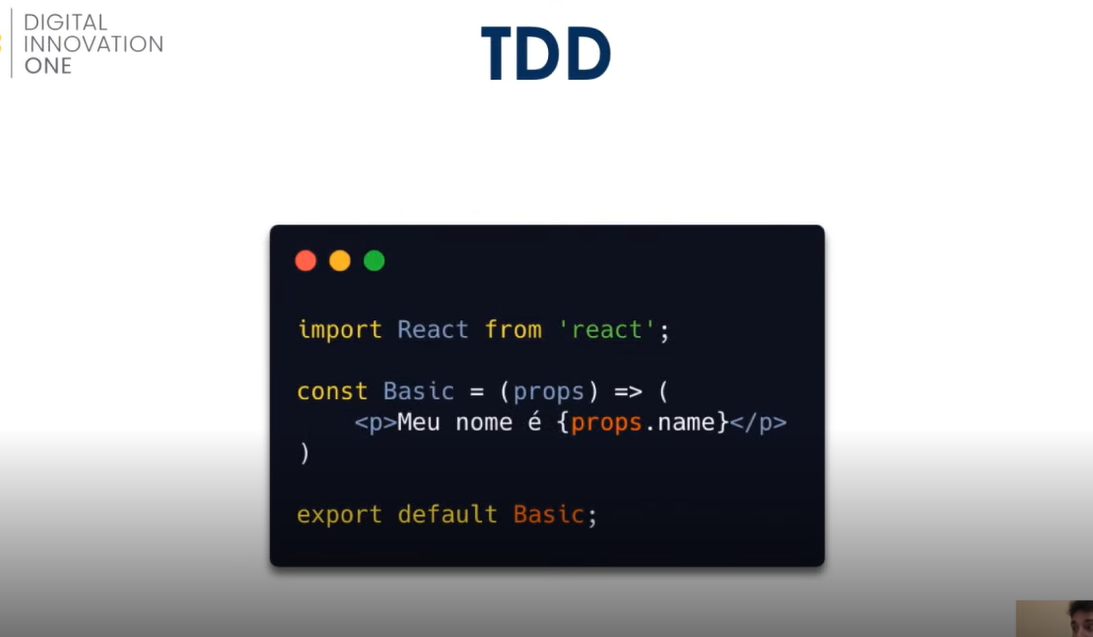 DIGITAL
INNOVATION
ONE
TDD
import React from 'react';
const Basic = (props) => (
<p>Meu nome é {props.name}</p>
)
export default Basic;